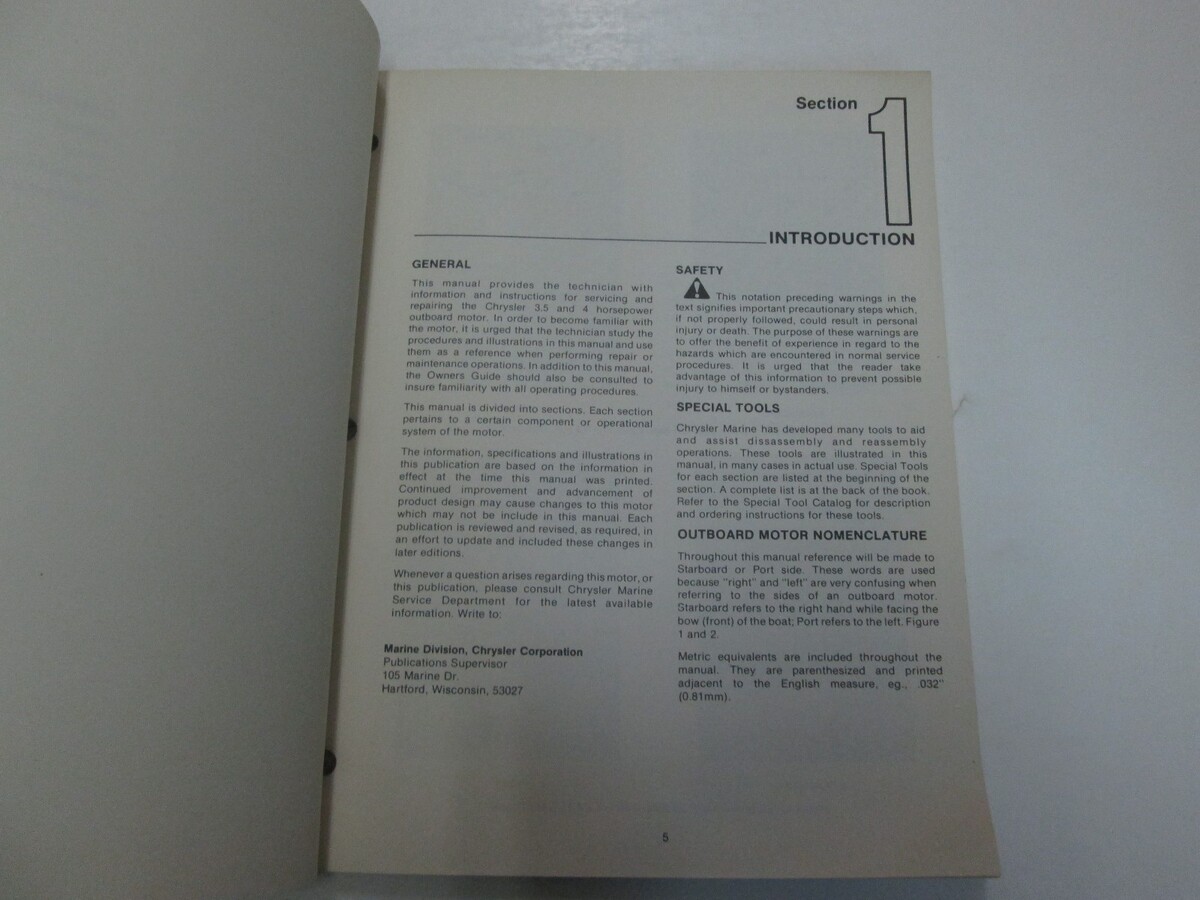 Section
1
INTRODUCTION
GENERAL
This manual provides the technician with
information and instructions for servicing and
repairing the Chrysler 3.5 and 4 horsepower
outboard motor. In order to become familiar with
the motor, it is urged that the technician study the
procedures and illustrations in this manual and use
them as a reference when performing repair or
maintenance operations. In addition to this manual,
the Owners Guide should also be consulted to
insure familiarity with all operating procedures.
This manual is divided into sections. Each section
pertains to a certain component or operational
system of the motor.
The information, specifications and illustrations in
this publication are based on the information in
effect at the time this manual was printed.
Continued improvement and advancement of
product design may cause changes to this motor
which may not be include in this manual. Each
publication is reviewed and revised, as required, in
an effort to update and included these changes in
later editions.
Whenever a question arises regarding this motor, or
this publication, please consult Chrysler Marine
Service Department for the latest available
information. Write to:
Marine Division, Chrysler Corporation
Publications Supervisor
105 Marine Dr.
Hartford, Wisconsin, 53027
SAFETY
This notation preceding warnings in the
text signifies important precautionary steps which,
if not properly followed, could result in personal
injury or death. The purpose of these warnings are
to offer the benefit of experience in regard to the
hazards which are encountered in normal service
procedures. It is urged that the reader take
advantage of this information to prevent possible
injury to himself or bystanders.
SPECIAL TOOLS
Chrysler Marine has developed many tools to aid
and assist dissassembly and reassembly
operations. These tools are illustrated in this
manual, in many cases in actual use. Special Tools
for each section are listed at the beginning of the
section. A complete list is at the back of the book.
Refer to the Special Tool Catalog for description
and ordering instructions for these tools.
OUTBOARD MOTOR NOMENCLATURE
Throughout this manual reference will be made to
Starboard or Port side. These words are used
because "right" and "left" are very confusing when
referring to the sides of an outboard motor.
Starboard refers to the right hand while facing the
bow (front) of the boat; Port refers to the left. Figure
1 and 2.
Metric equivalents are included throughout the
manual. They are parenthesized and printed
adjacent to the English measure, eg., .032"
(0.81mm).
5